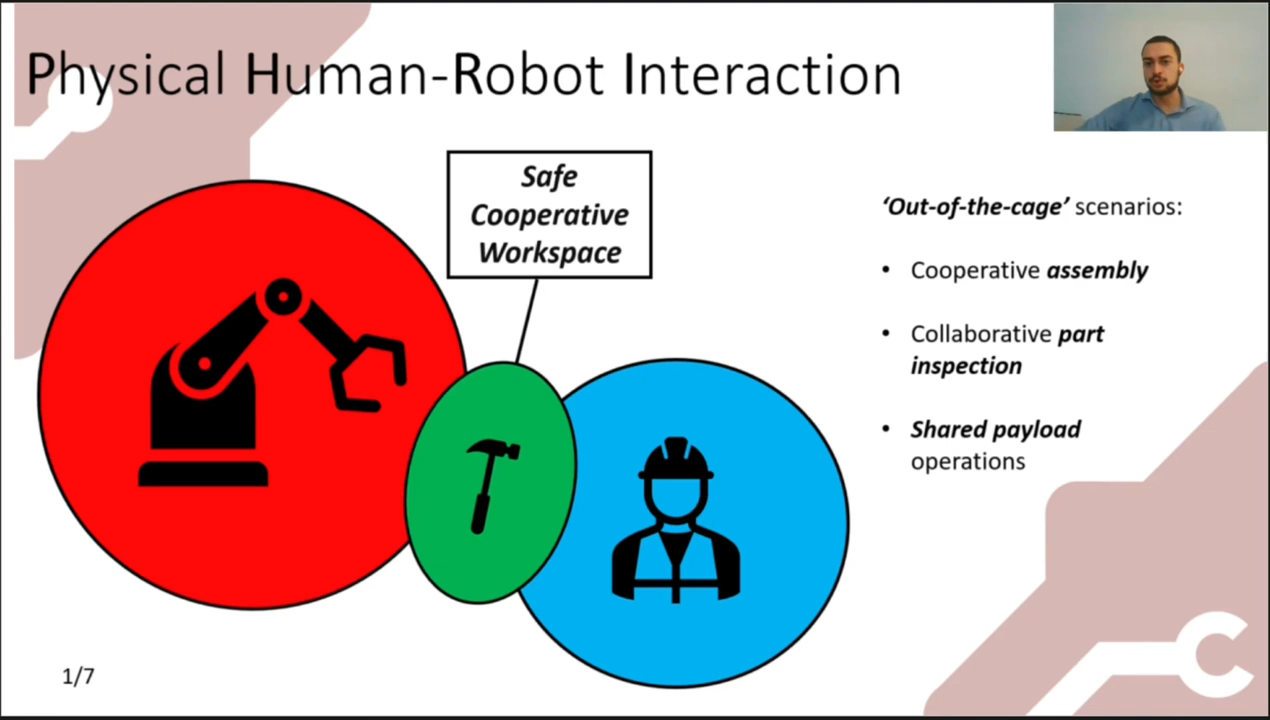 Physical Human-Robot Interaction
Safe
Cooperative
Workspace
‘Out-of-the-cage’ scenarios:
• Cooperative assembly
• Collaborative part
inspection
• Shared payload
operations
1/7